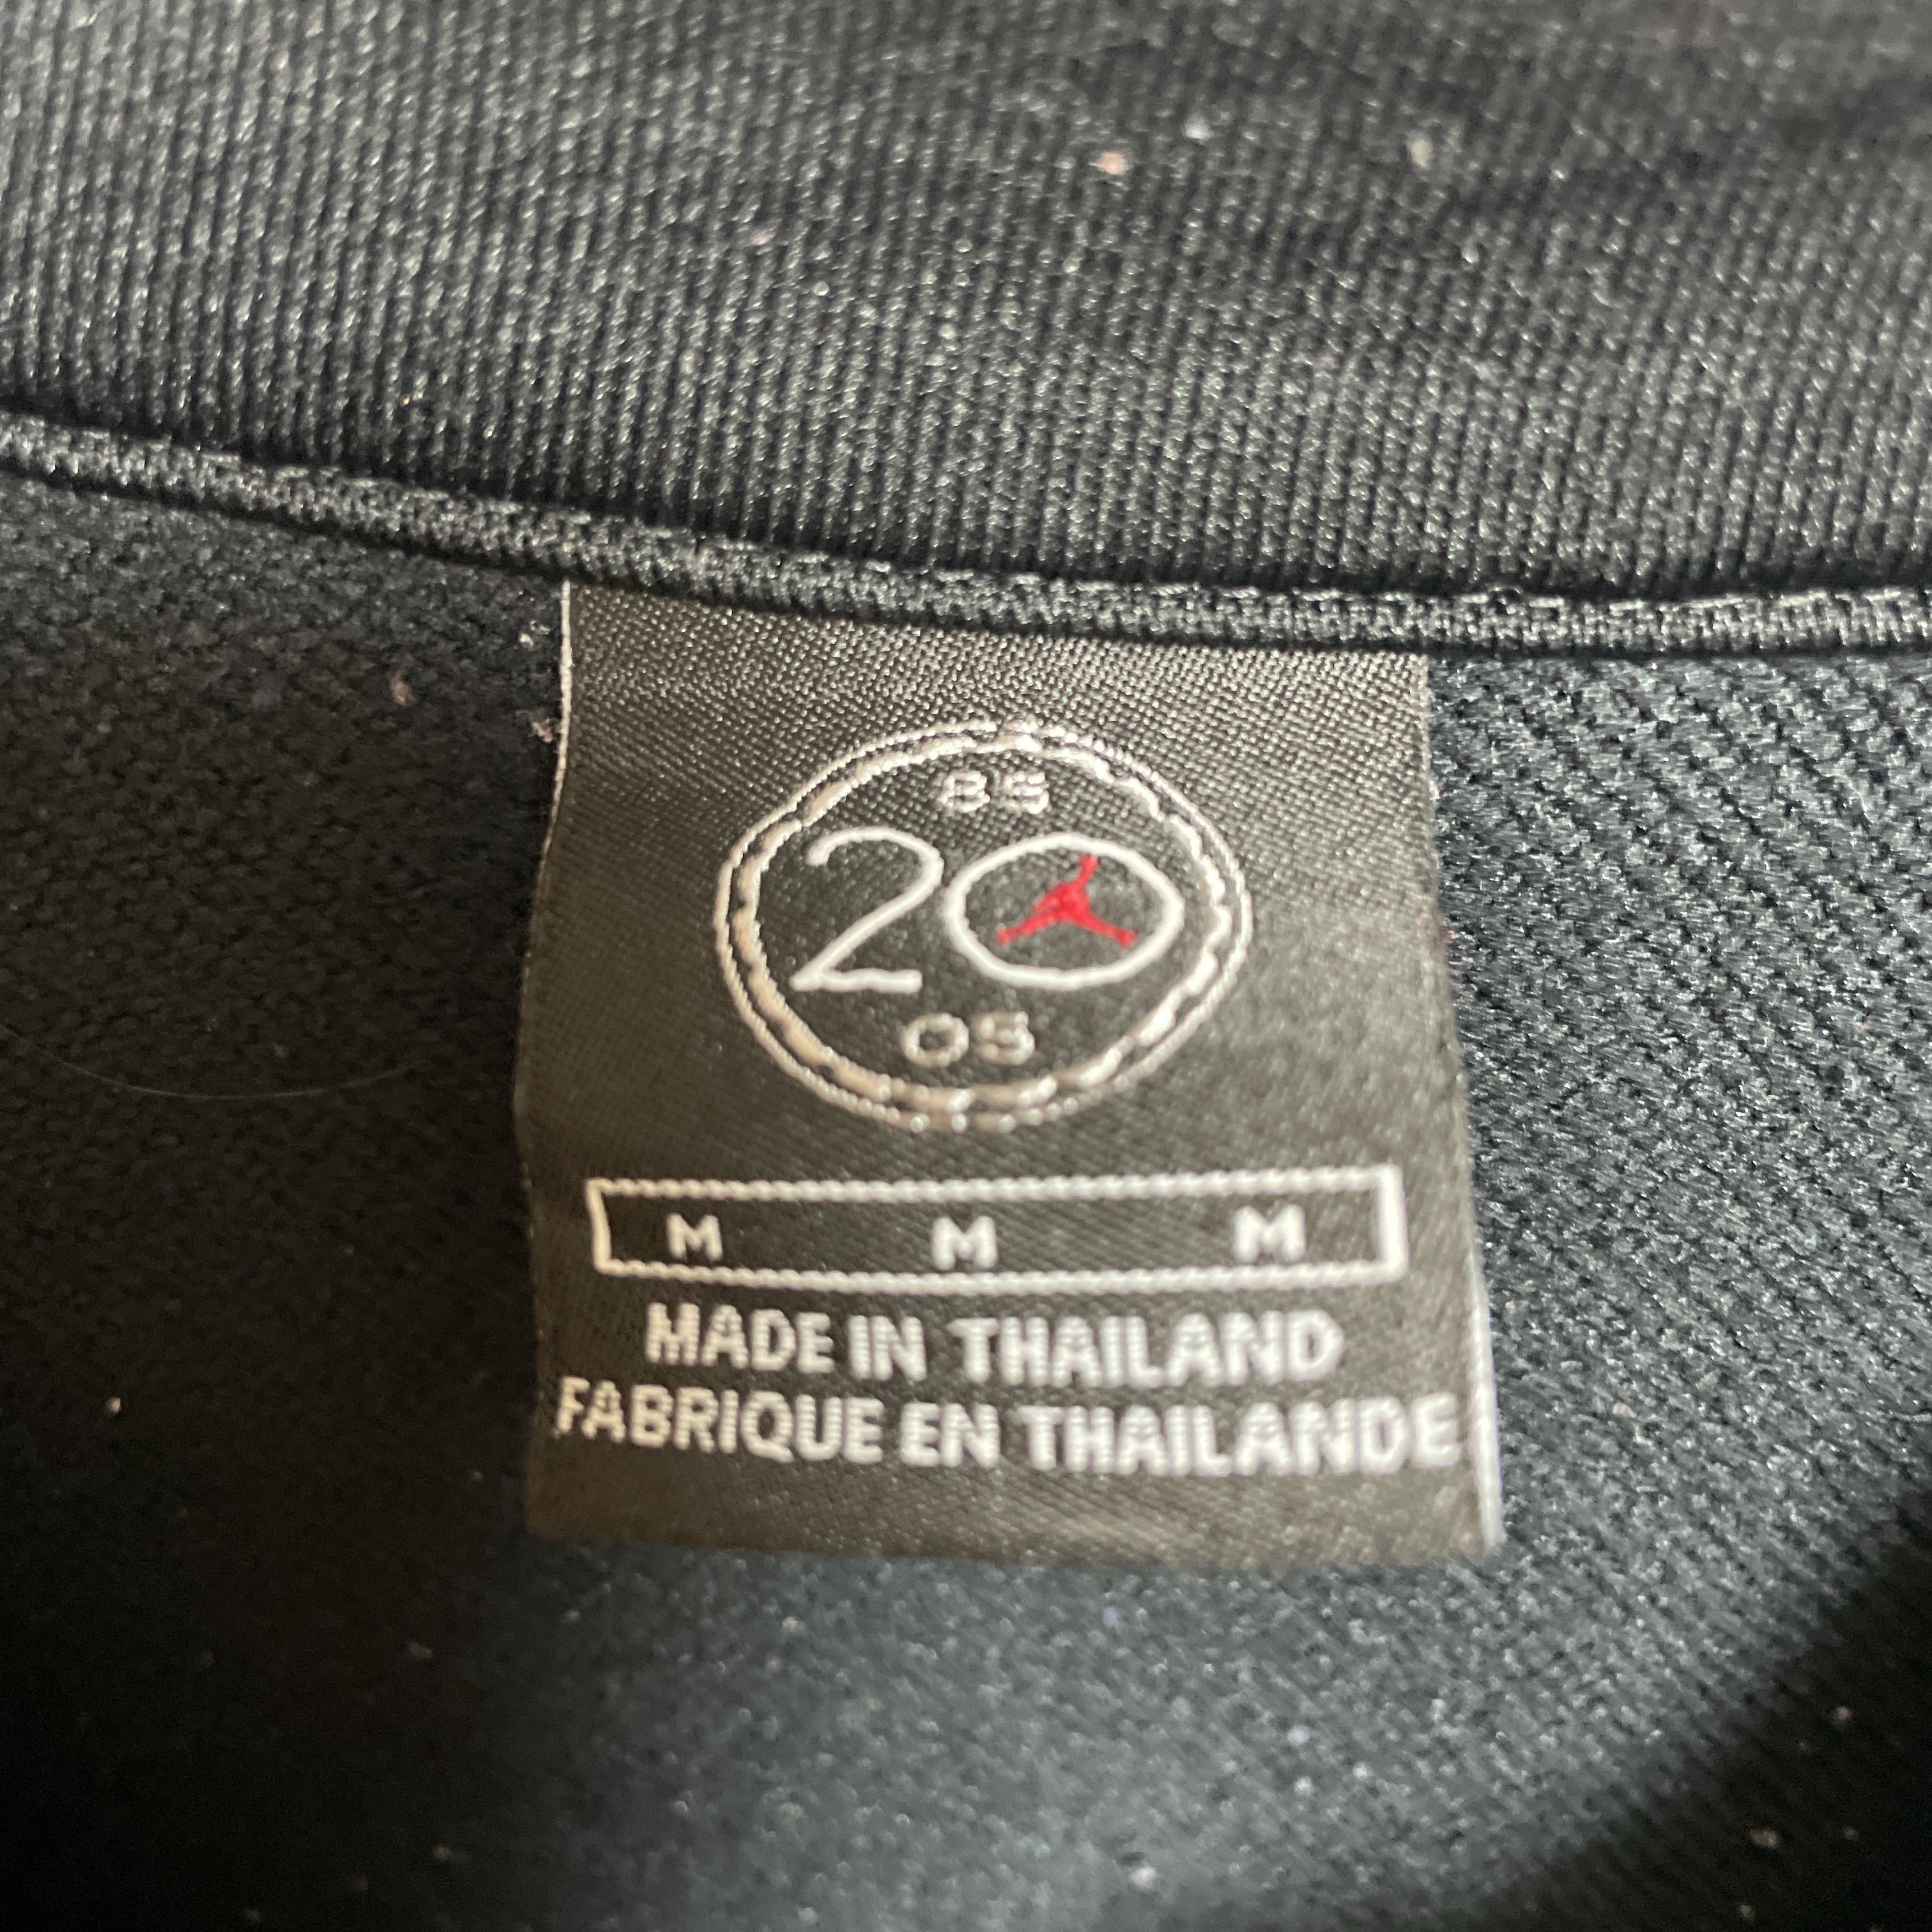 85
20
05
M M M
MADE IN THAILAND
FABRIQUE EN THAILANDE